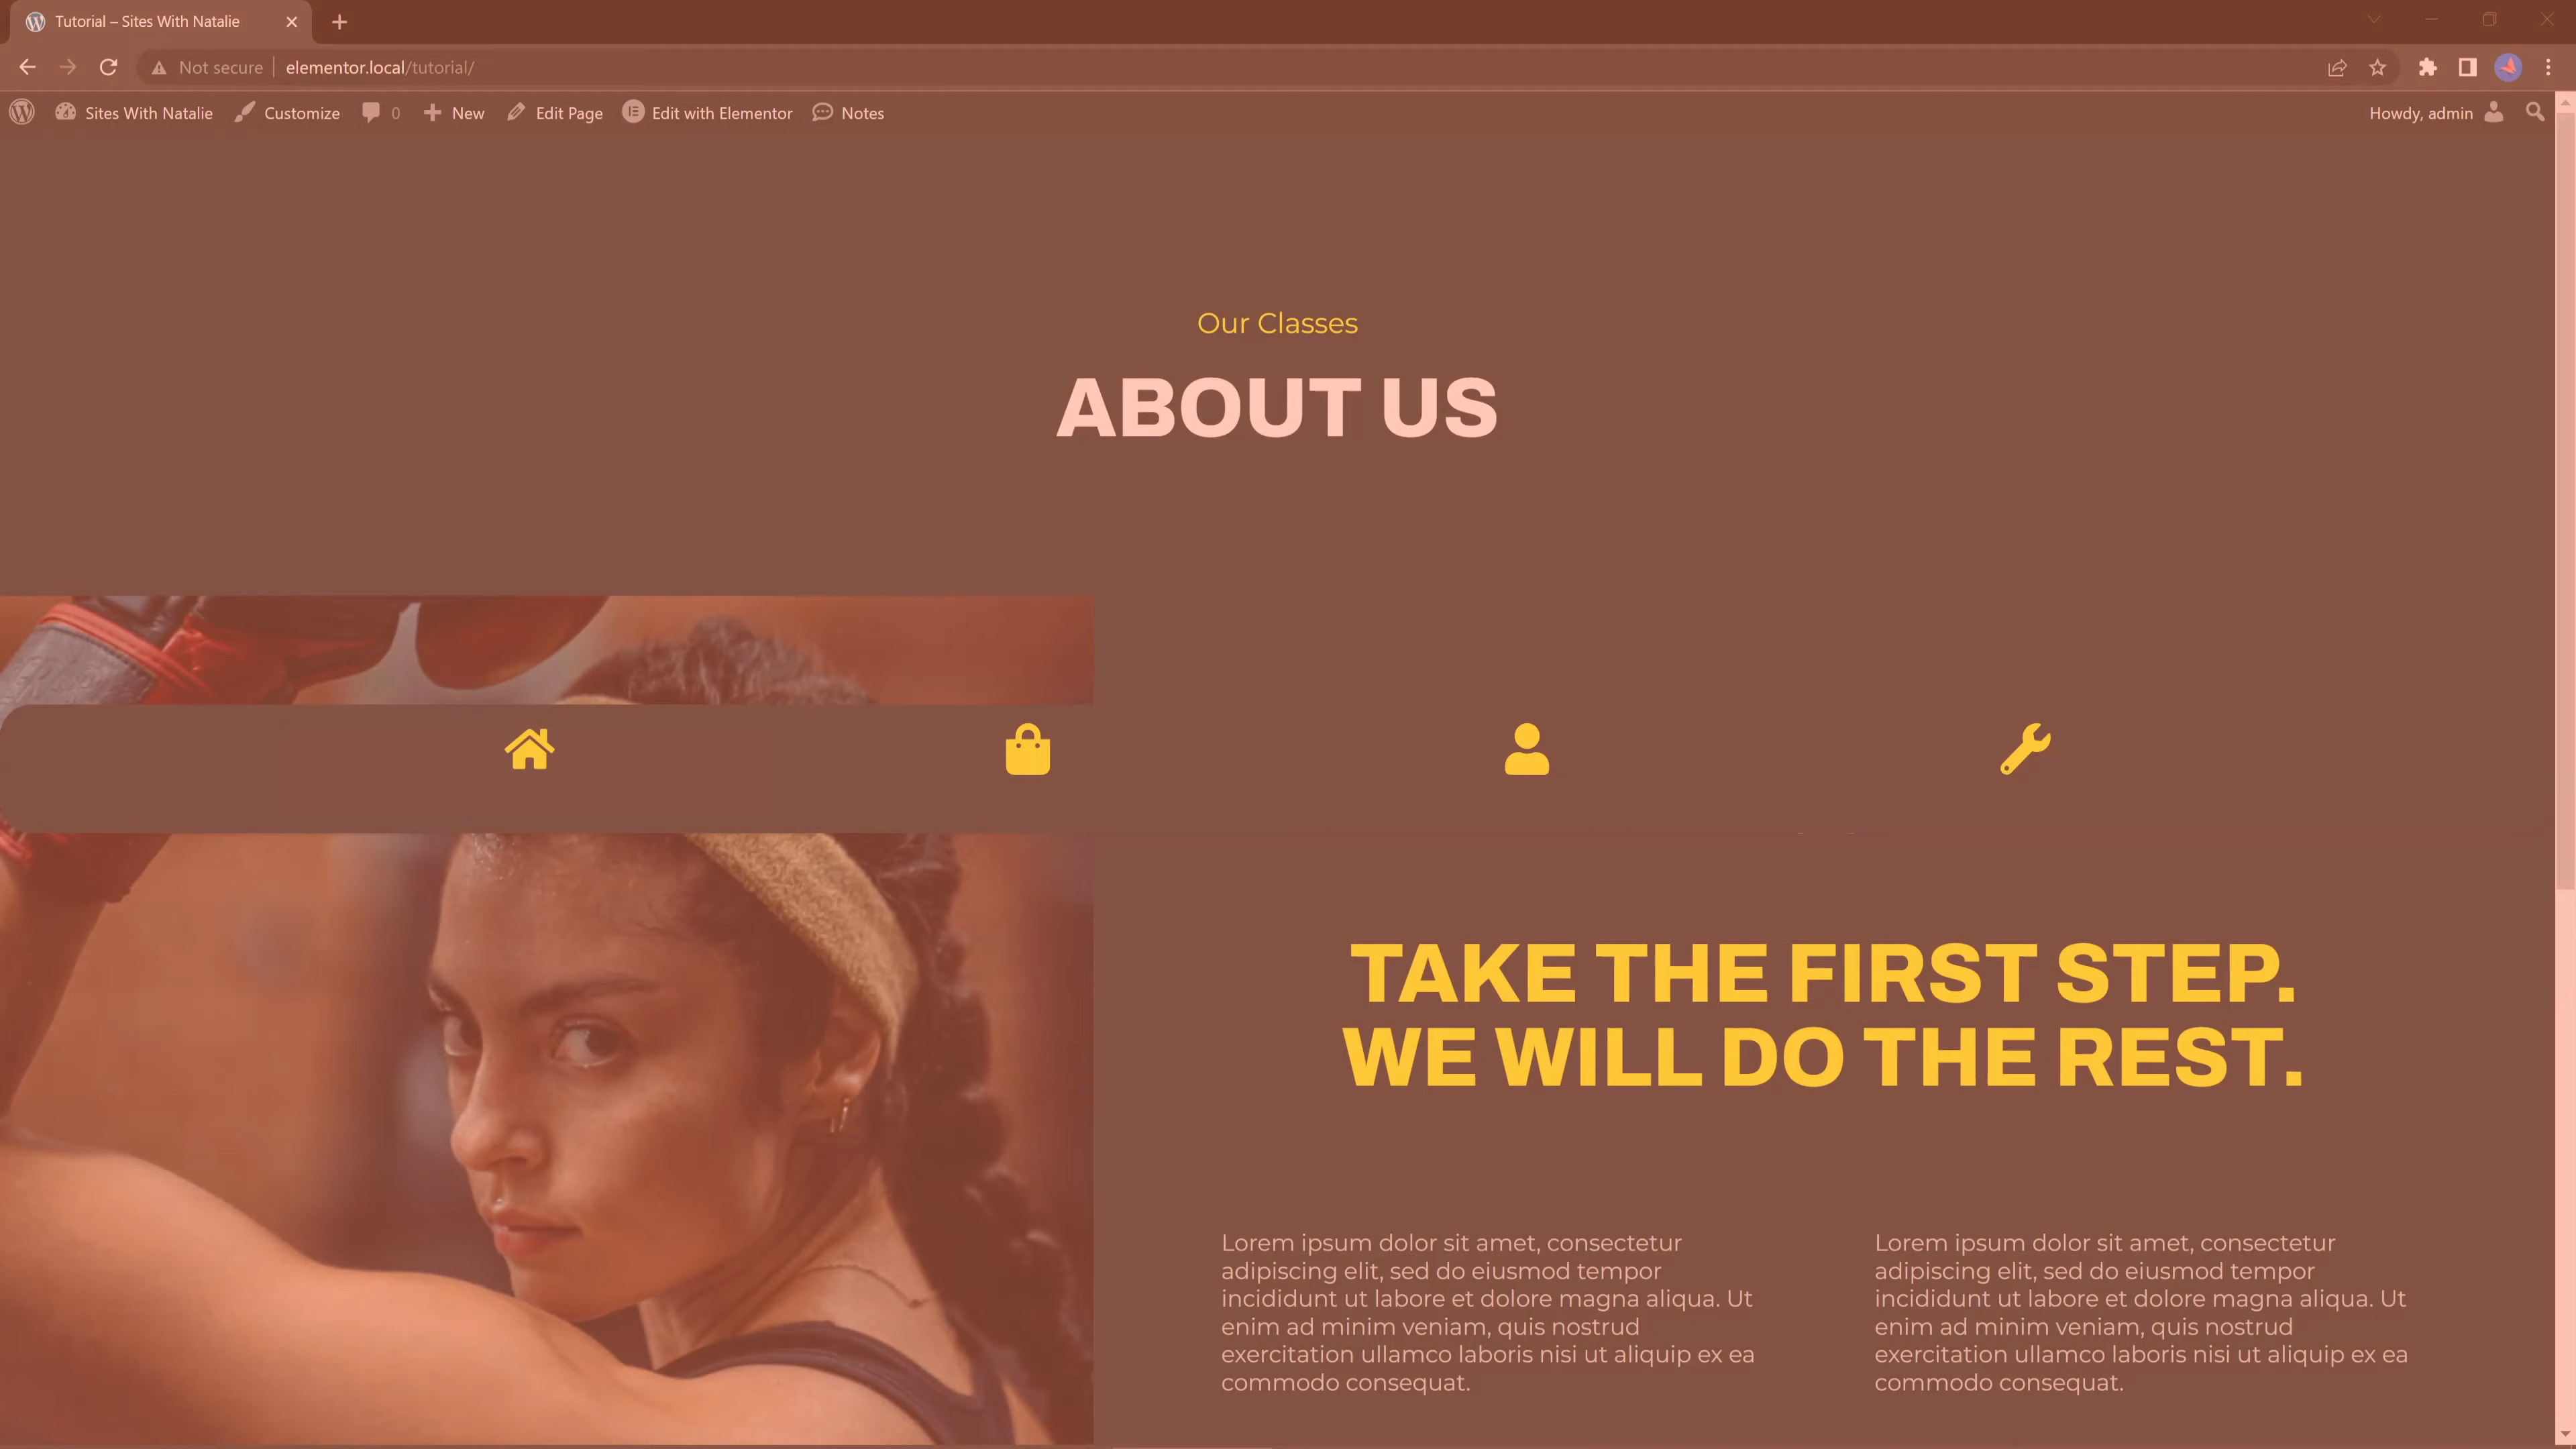 Tutorial – Sites With Natalie
Not secure elementor.local/tutorial/
Sites With Natalie Customize 0 New Edit Page Edit with Elementor Notes Howdy, admin
Our Classes
ABOUT US
TAKE THE FIRST STEP.
WE WILL DO THE REST.
Lorem ipsum dolor sit amet, consectetur
adipiscing elit, sed do eiusmod tempor
incididunt ut labore et dolore magna aliqua. Ut
enim ad minim veniam, quis nostrud
exercitation ullamco laboris nisi ut aliquip ex ea
commodo consequat.
Lorem ipsum dolor sit amet, consectetur
adipiscing elit, sed do eiusmod tempor
incididunt ut labore et dolore magna aliqua. Ut
enim ad minim veniam, quis nostrud
exercitation ullamco laboris nisi ut aliquip ex ea
commodo consequat.